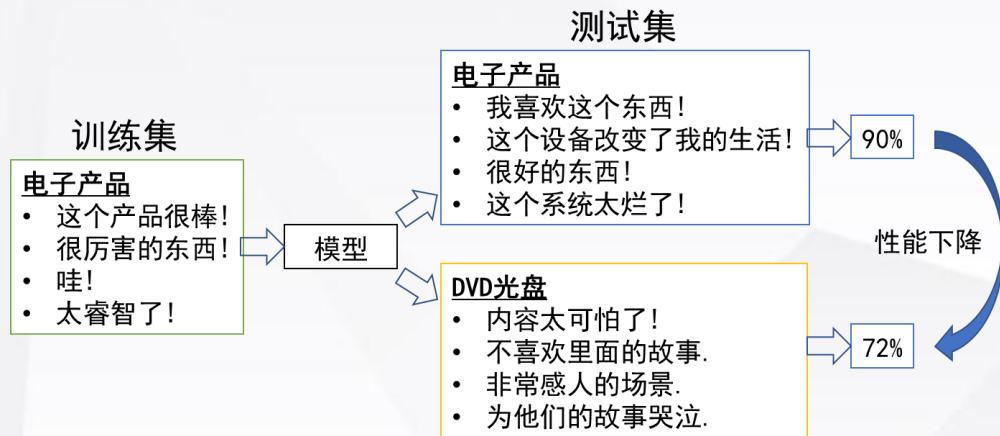 测试集
训练集
电子产品
• 这个产品很棒!
• 很厉害的东西!
• 哇!
• 太睿智了!
模型
电子产品
• 我喜欢这个东西!
• 这个设备改变了我的生活!
• 很好的东西!
• 这个系统太烂了!
90%
DVD光盘
• 内容太可怕了!
• 不喜欢里面的故事.
• 非常感人的场景.
• 为他们的故事哭泣.
72%
性能下降